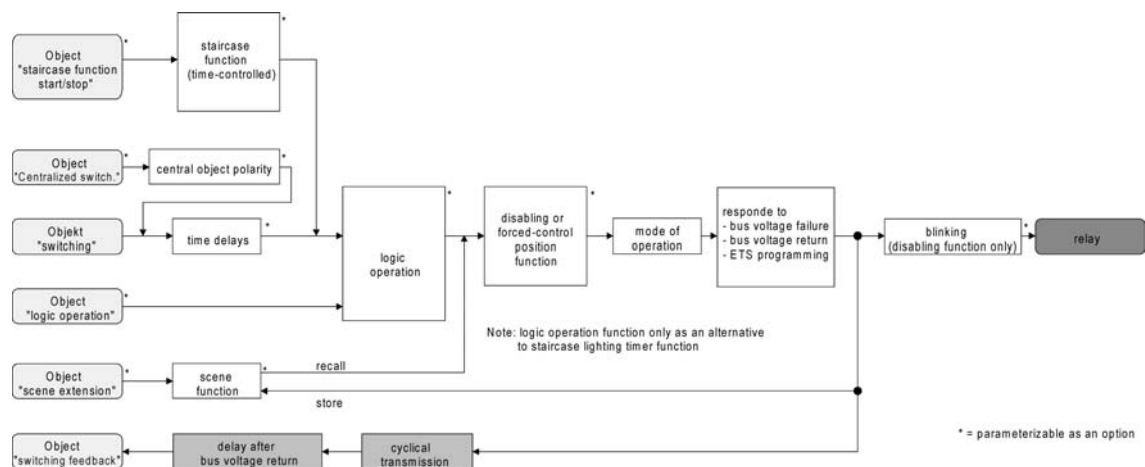 *
Object
"staircase function
start/stop"
*
staircase
function
(time-controlled)
*
Object
"Centralized switch."
*
central object polarity
*
Objekt
"switching"
time delays
*
logic
operation
*
disabling or
forced-control
position
function
*
mode of
operation
responde to
- bus voltage failure
- bus voltage return
- ETS programming
blinking
(disabling function only)
*
relay
Object
"logic operation"
*
Note: logic operation function only as an alternative
to staircase lighting timer function
Object
"scene extension"
*
scene
function
*
recall
store
Object
"switching feedback"
delay after
bus voltage return
cyclical
transmission
* = parameterizable as an option